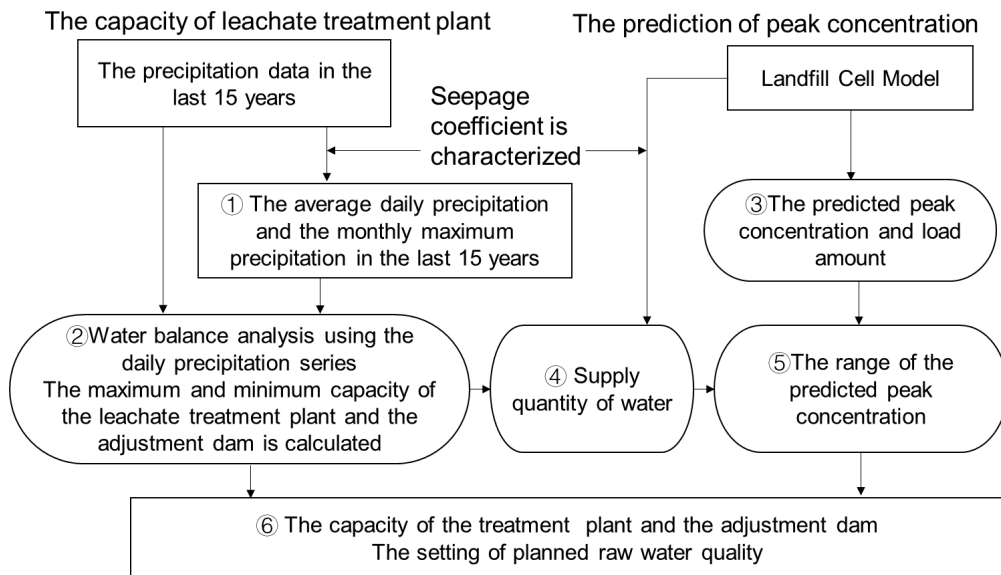 The capacity of leachate treatment plant
The prediction of peak concentration
The precipitation data in the
last 15 years
Landfill Cell Model
Seepage
coefficient is
characterized
① The average daily precipitation
and the monthly maximum
precipitation in the last 15 years
③The predicted peak
concentration and load
amount
②Water balance analysis using the
daily precipitation series
The maximum and minimum capacity of
the leachate treatment plant and the
adjustment dam is calculated
④ Supply
quantity of water
⑤The range of the
predicted peak
concentration
⑥ The capacity of the treatment plant and the adjustment dam
The setting of planned raw water quality